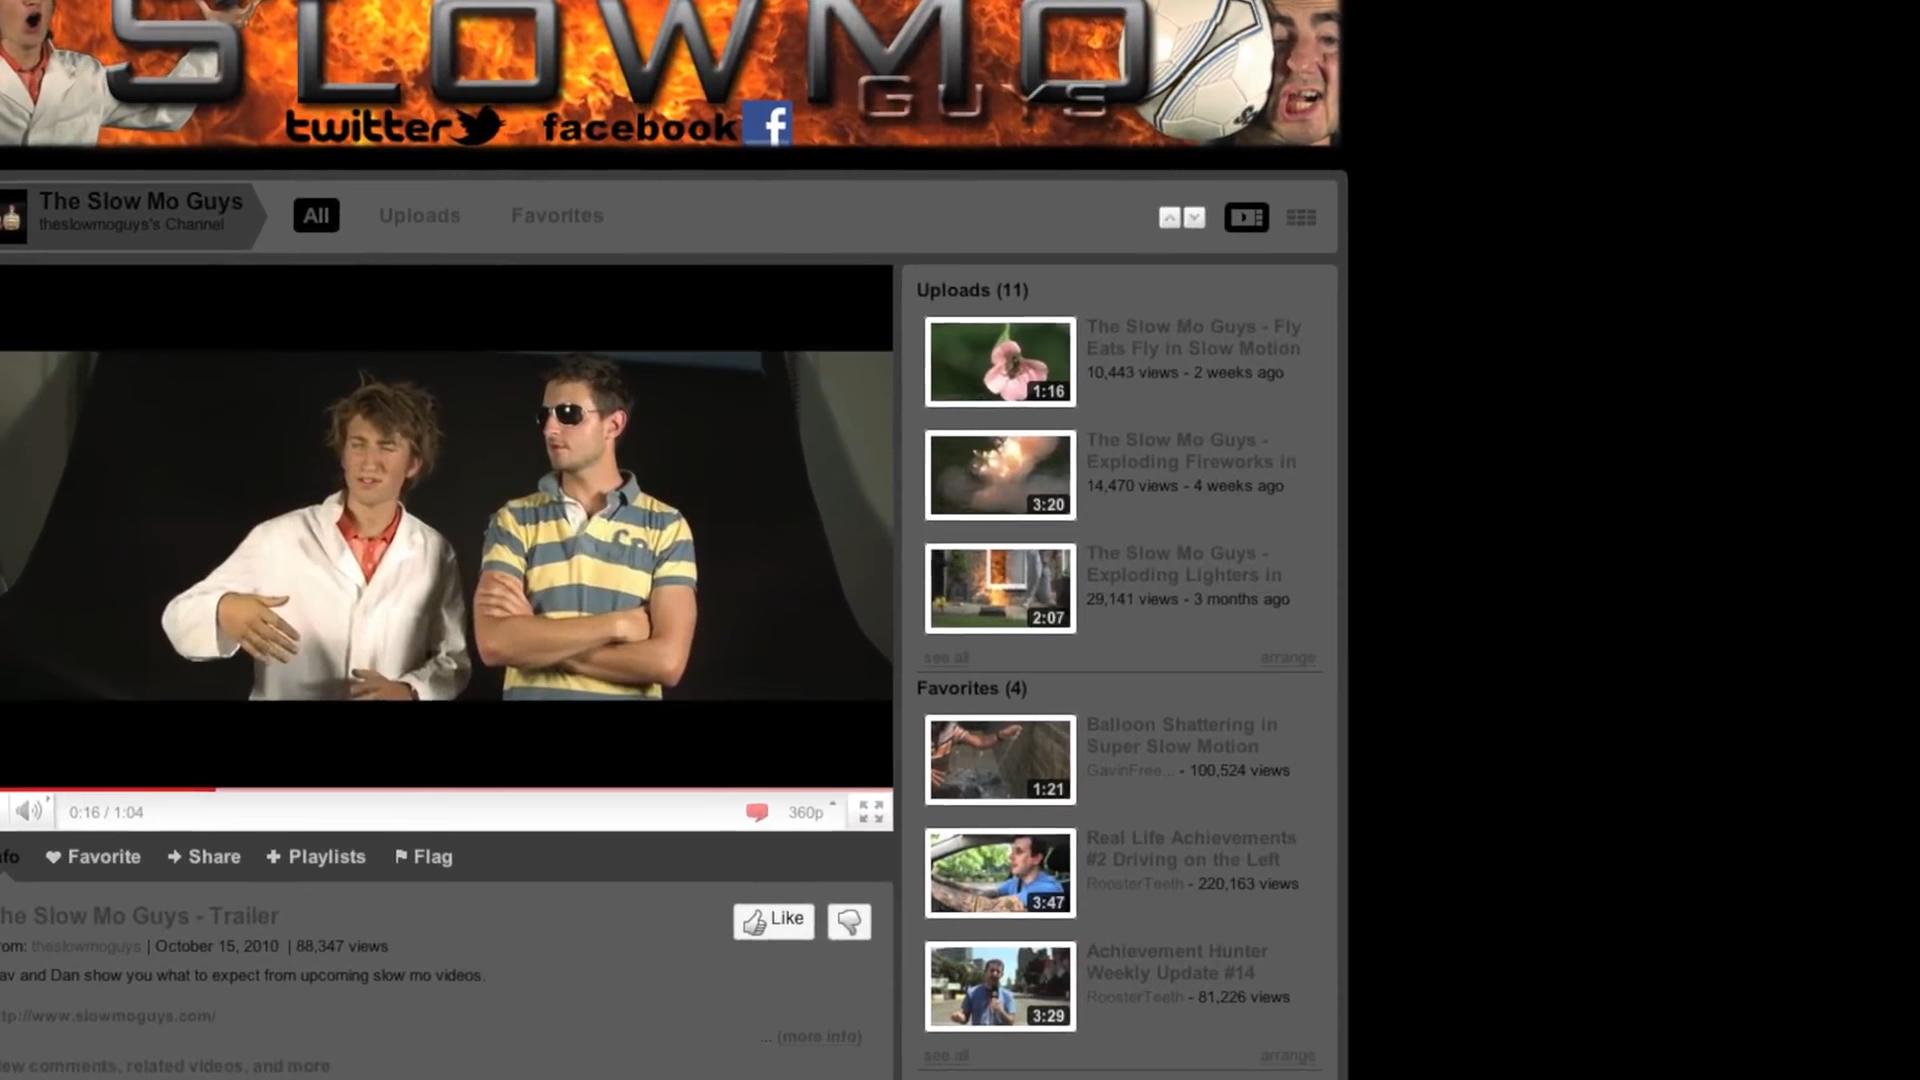 SLOWMO
GUYS
twitter
facebook
The Slow Mo Guys
theslowmoguys's Channel
All
Uploads
Favorites
Uploads (11)
The Slow Mo Guys - Fly
Eats Fly in Slow Motion
10,443 views - 2 weeks ago
1:16
The Slow Mo Guys -
Exploding Fireworks in
14,470 views - 4 weeks ago
3:20
The Slow Mo Guys -
Exploding Lighters in
29,141 views - 3 months ago
2:07
see all
arrange
Favorites (4)
Balloon Shattering in
Super Slow Motion
GavinFree... - 100,524 views
1:21
Real Life Achievements
#2 Driving on the Left
RoosterTeeth - 220,163 views
3:47
Achievement Hunter
Weekly Update #14
RoosterTeeth - 81,226 views
3:29
see all
arrange
0:16 / 1:04
360p
fo
Favorite
Share
Playlists
Flag
he Slow Mo Guys - Trailer
Like
om: theslowmoguys | October 15, 2010 | 88,347 views
av and Dan show you what to expect from upcoming slow mo videos.
tp://www.slowmoguys.com/
... (more info)
ew comments, related videos, and more